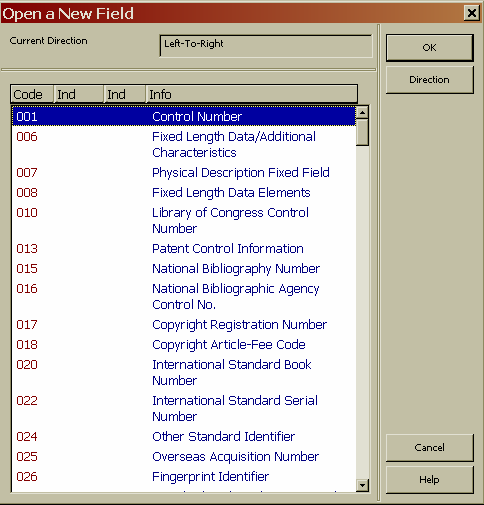 Open a New Field
Current Direction
Left-To-Right
OK
Direction
Code Ind Ind Info
001 Control Number
006 Fixed Length Data/Additional
Characteristics
007 Physical Description Fixed Field
008 Fixed Length Data Elements
010 Library of Congress Control
Number
013 Patent Control Information
015 National Bibliography Number
016 National Bibliographic Agency
Control No.
017 Copyright Registration Number
018 Copyright Article-Fee Code
020 International Standard Book
Number
022 International Standard Serial
Number
024 Other Standard Identifier
025 Overseas Acquisition Number
026 Fingerprint Identifier
Cancel
Help